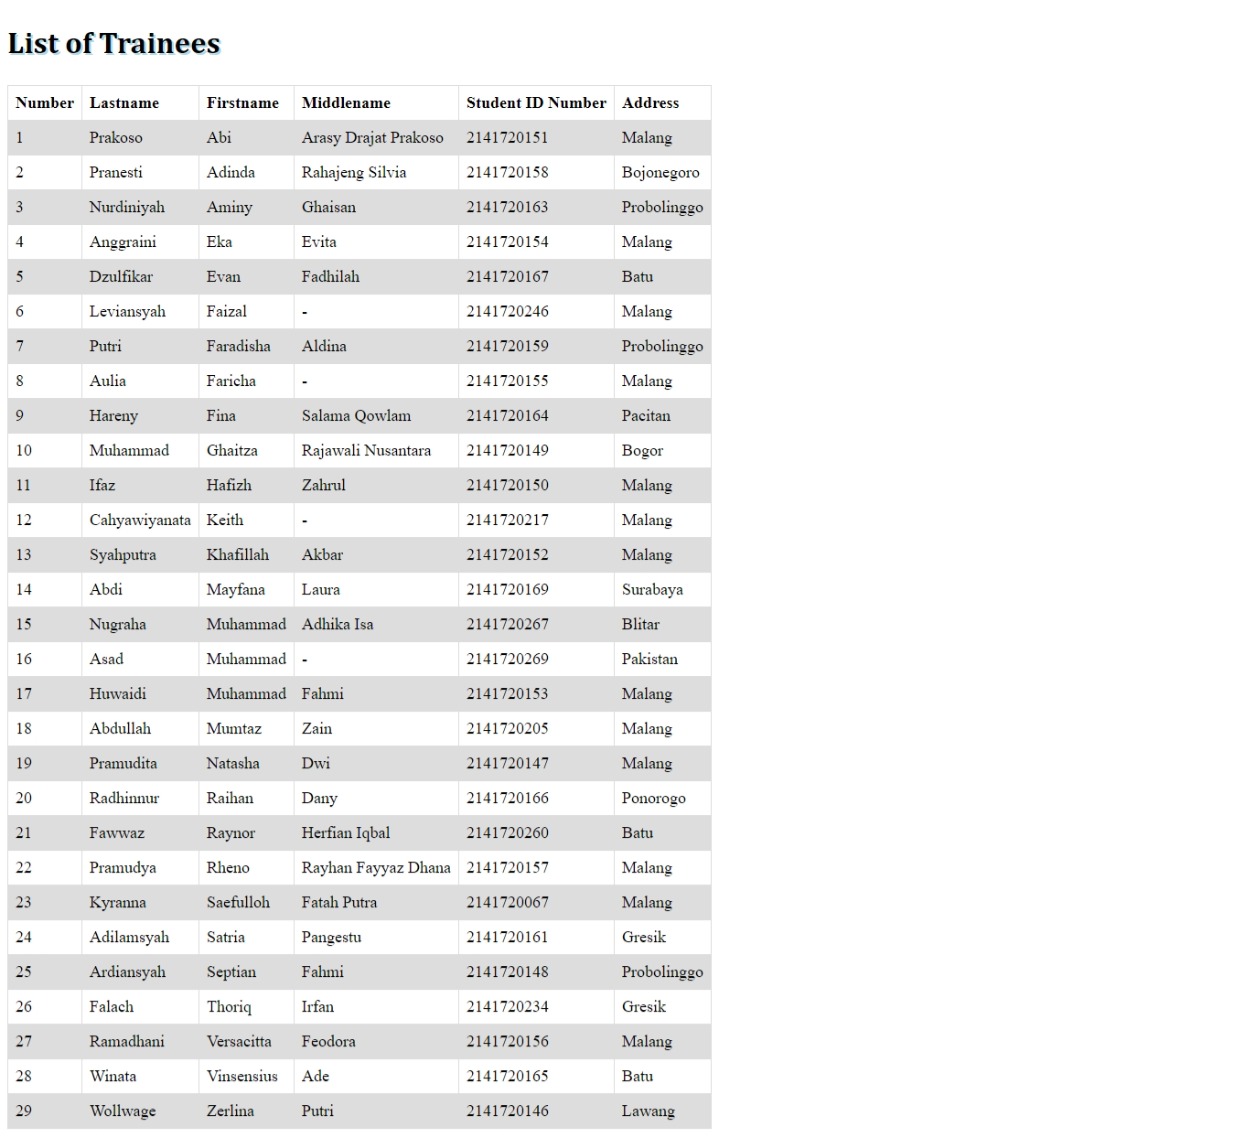 List of Trainees
Number Lastname Firstname Middlename Student ID Number Address
1 Prakoso Abi Arasy Drajat Prakoso 2141720151 Malang
2 Pranesti Adinda Rahajeng Silvia 2141720158 Bojonegoro
3 Nurdiniyah Aminy Ghaisan 2141720163 Probolinggo
4 Anggraini Eka Evita 2141720154 Malang
5 Dzulfikar Evan Fadhilah 2141720167 Batu
6 Leviansyah Faizal - 2141720246 Malang
7 Putri Faradisha Aldina 2141720159 Probolinggo
8 Aulia Faricha - 2141720155 Malang
9 Hareny Fina Salama Qowlam 2141720164 Pacitan
10 Muhammad Ghaitza Rajawali Nusantara 2141720149 Bogor
11 Ifaz Hafizh Zahrul 2141720150 Malang
12 Cahyawiyanata Keith - 2141720217 Malang
13 Syahputra Khafillah Akbar 2141720152 Malang
14 Abdi Mayfana Laura 2141720169 Surabaya
15 Nugraha Muhammad Adhika Isa 2141720267 Blitar
16 Asad Muhammad - 2141720269 Pakistan
17 Huwaidi Muhammad Fahmi 2141720153 Malang
18 Abdullah Mumtaz Zain 2141720205 Malang
19 Pramudita Natasha Dwi 2141720147 Malang
20 Radhinnur Raihan Dany 2141720166 Ponorogo
21 Fawwaz Raynor Herfian Iqbal 2141720260 Batu
22 Pramudya Rheno Rayhan Fayyaz Dhana 2141720157 Malang
23 Kyranna Saefulloh Fatah Putra 2141720067 Malang
24 Adilamsyah Satria Pangestu 2141720161 Gresik
25 Ardiansyah Septian Fahmi 2141720148 Probolinggo
26 Falach Thoriq Irfan 2141720234 Gresik
27 Ramadhani Versacitta Feodora 2141720156 Malang
28 Winata Vinsensius Ade 2141720165 Batu
29 Wollwage Zerlina Putri 2141720146 Lawang